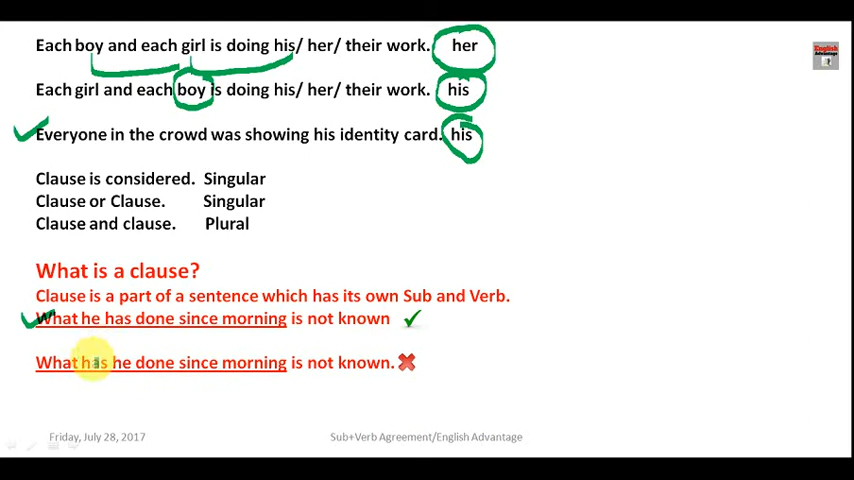 Each boy and each girl is doing his/ her/ their work. her
Each girl and each boy is doing his/ her/ their work. his
Everyone in the crowd was showing his identity card. his
Clause is considered. Singular
Clause or Clause. Singular
Clause and clause. Plural
What is a clause?
Clause is a part of a sentence which has its own Sub and Verb.
What he has done since morning is not known
What has he done since morning is not known.
Friday, July 28, 2017 Sub+Verb Agreement/English Advantage
English
Advantage